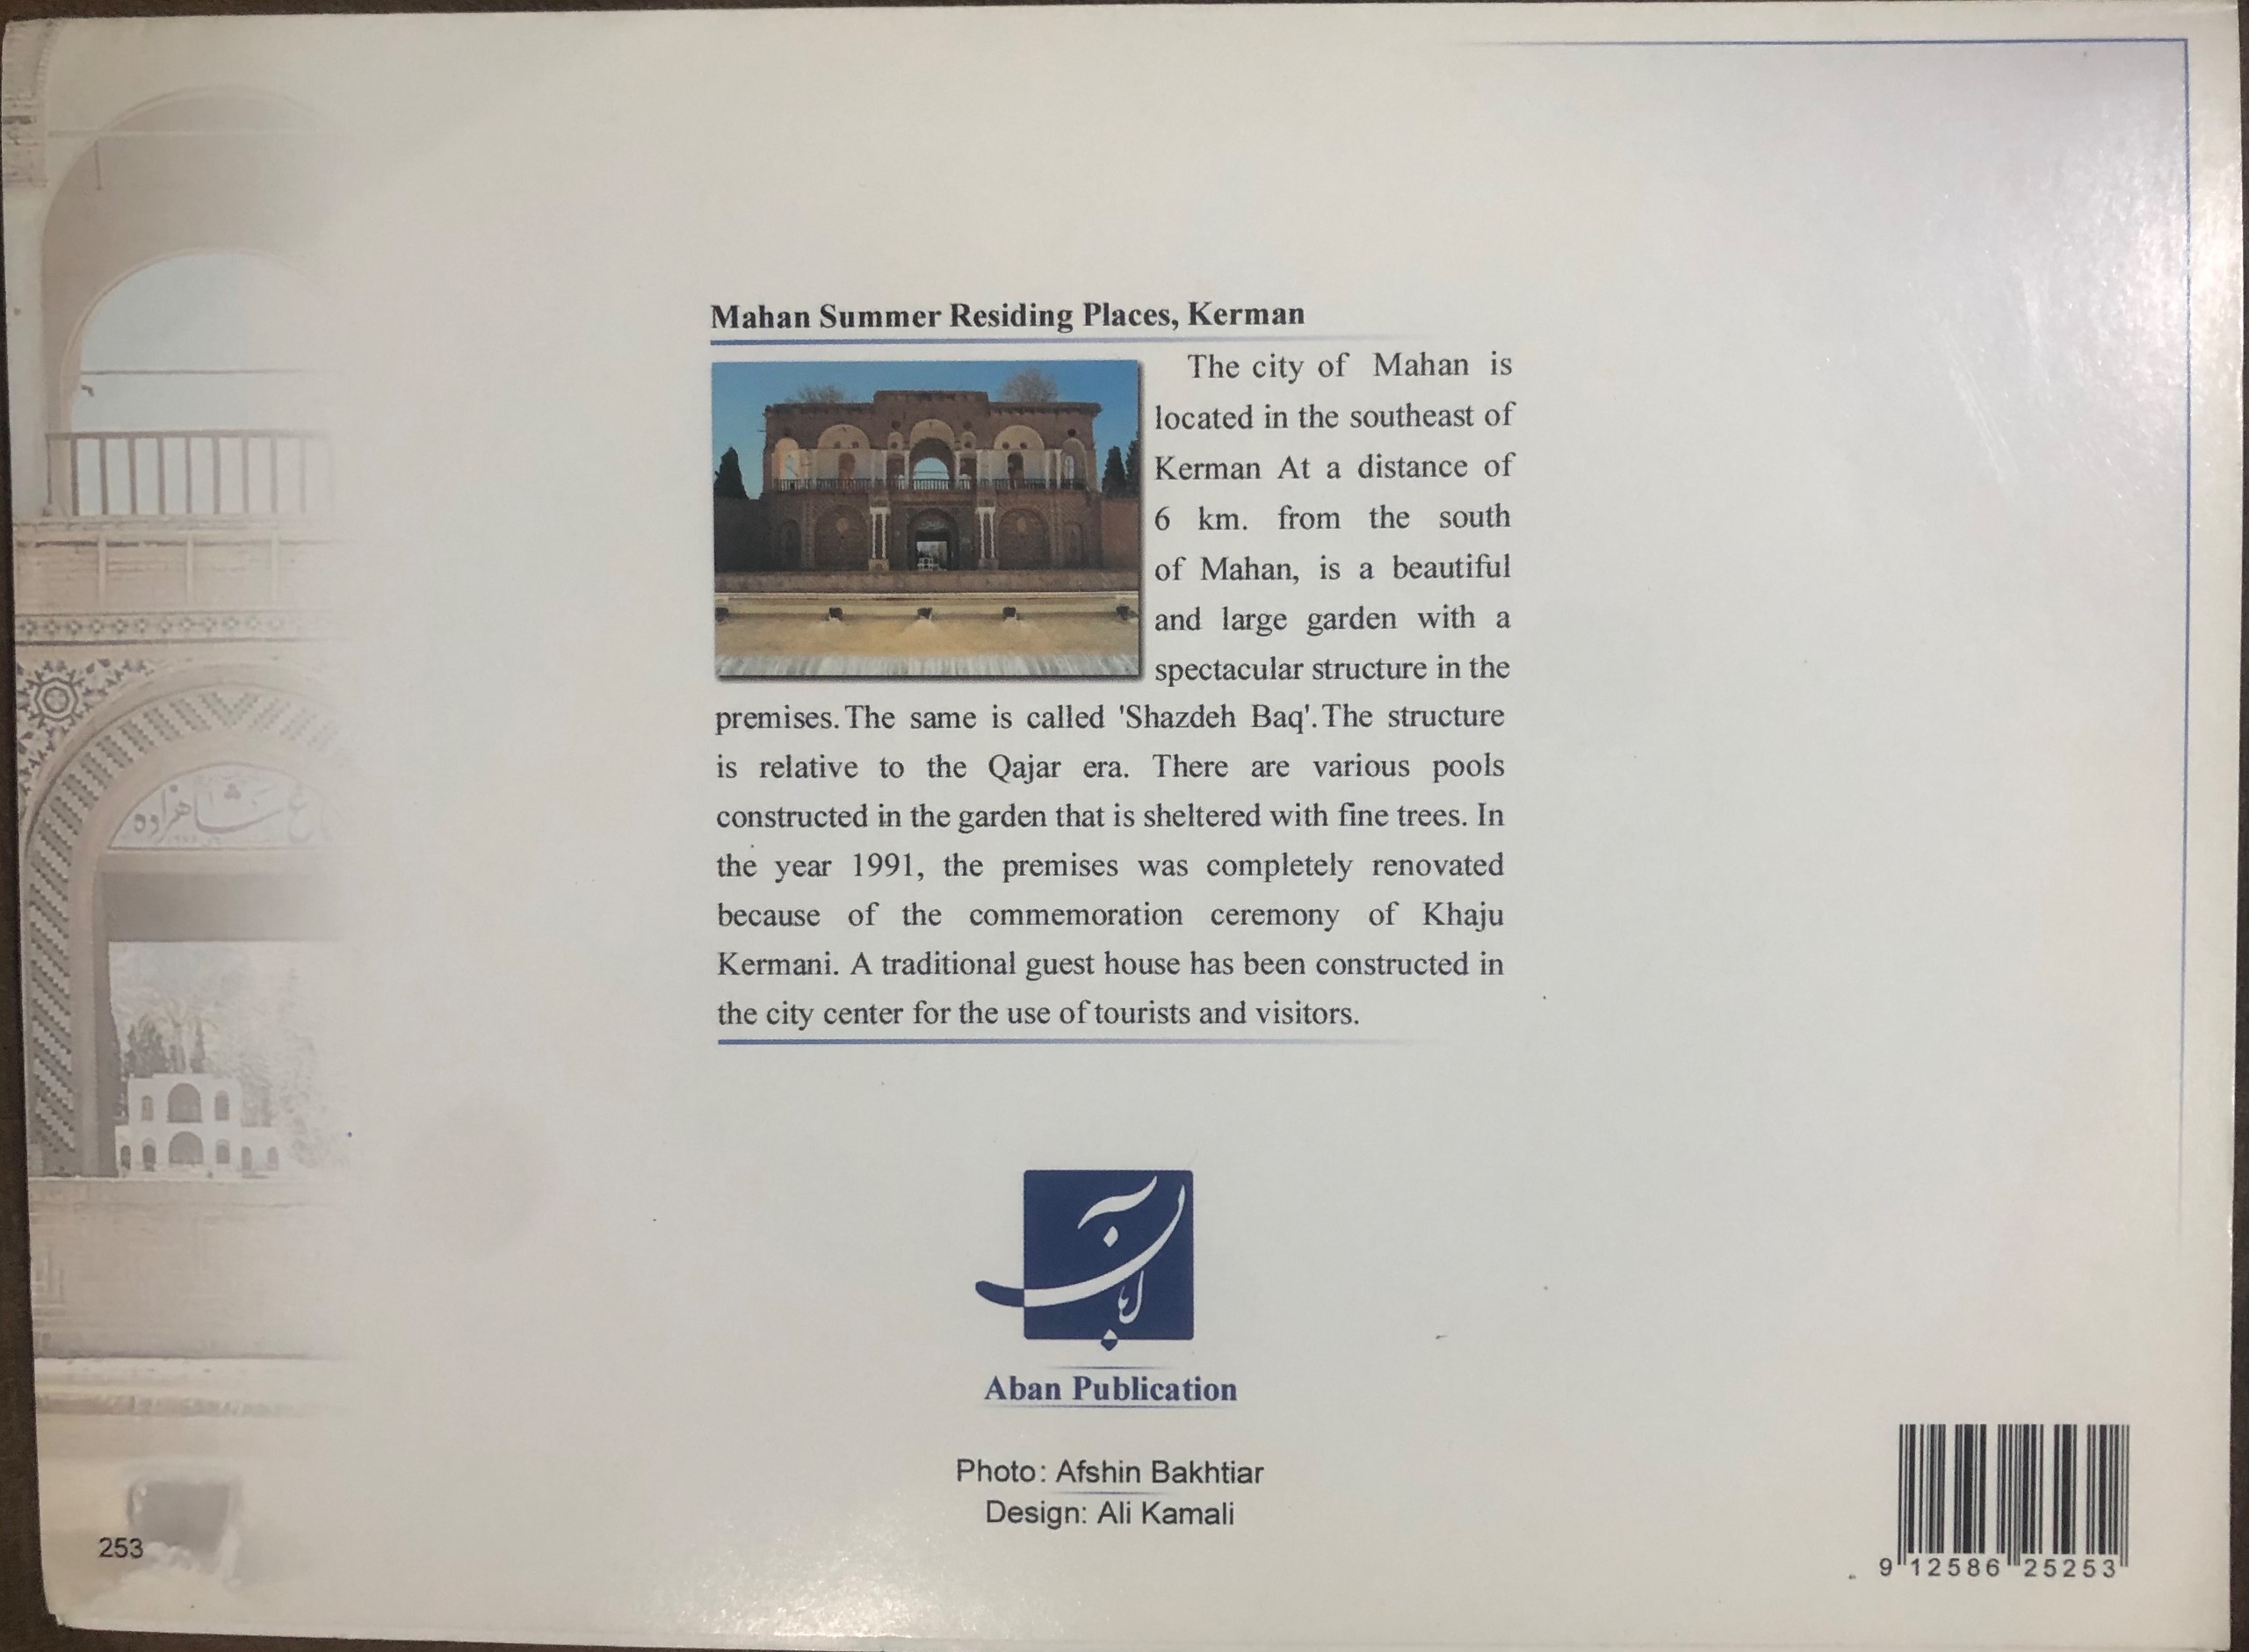 Mahan Summer Residing Places, Kerman
The city of Mahan is
located in the southeast of
Kerman At a distance of
6 km. from the south
of Mahan, is a beautiful
and large garden with a
spectacular structure in the
premises. The same is called 'Shazdeh Baq'. The structure
is relative to the Qajar era. There are various pools
constructed in the garden that is sheltered with fine trees. In
the year 1991, the premises was completely renovated
because of the commemoration ceremony of Khaju
Kermani. A traditional guest house has been constructed in
the city center for the use of tourists and visitors.
شاهزاده
آبان
Aban Publication
Photo: Afshin Bakhtiar
Design: Ali Kamali
253
9 12586 25253